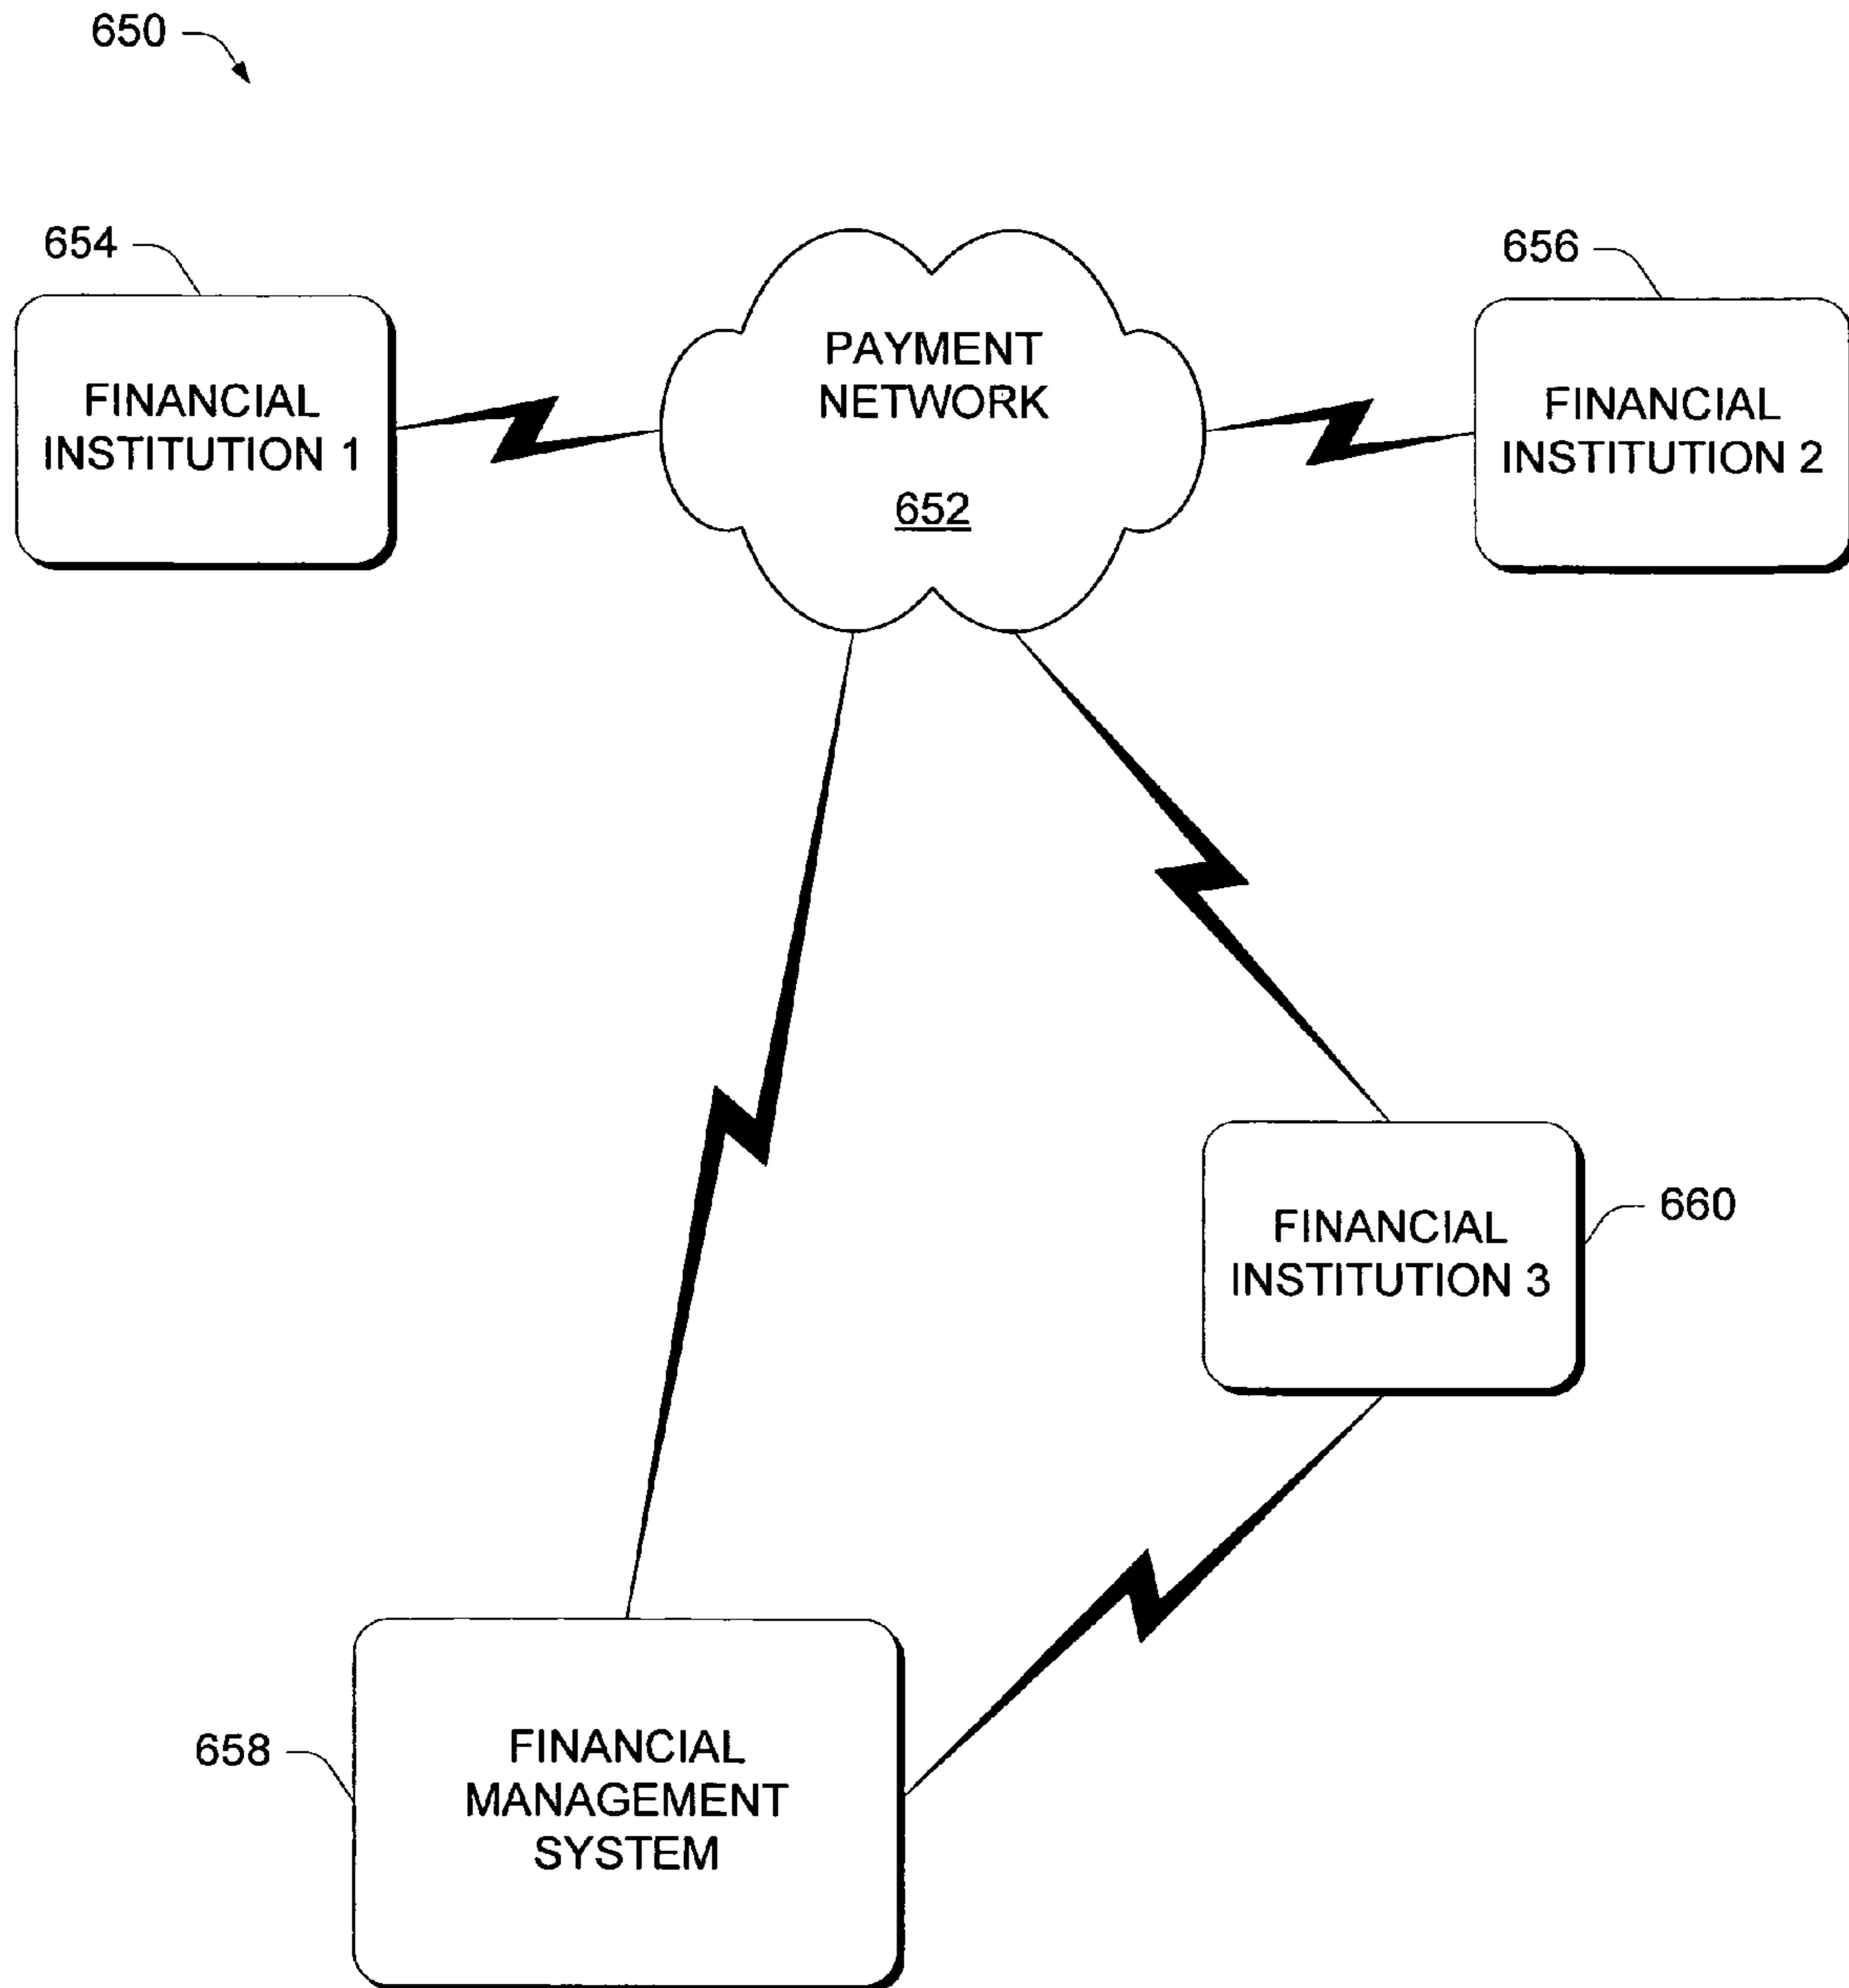 650
654
656
PAYMENT
NETWORK
652
FINANCIAL
INSTITUTION 1
FINANCIAL
INSTITUTION 2
FINANCIAL
INSTITUTION 3
660
658
FINANCIAL
MANAGEMENT
SYSTEM